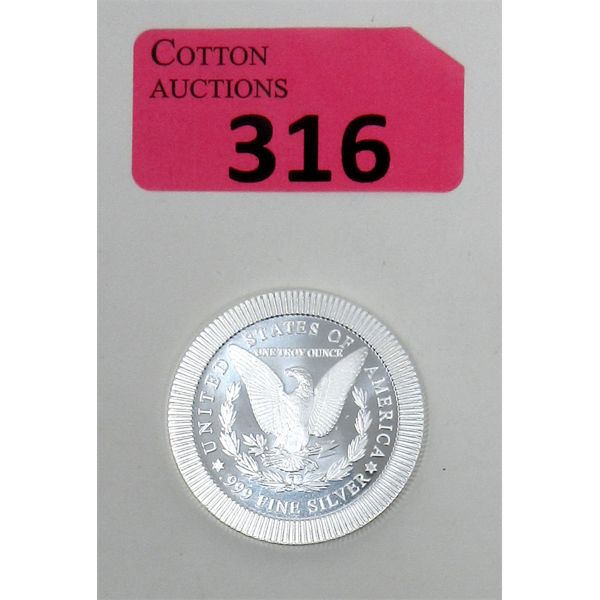 COTTON
AUCTIONS
316
UNITED STATES OF AMERICA
ONE TROY OUNCE
.999 FINE SILVER